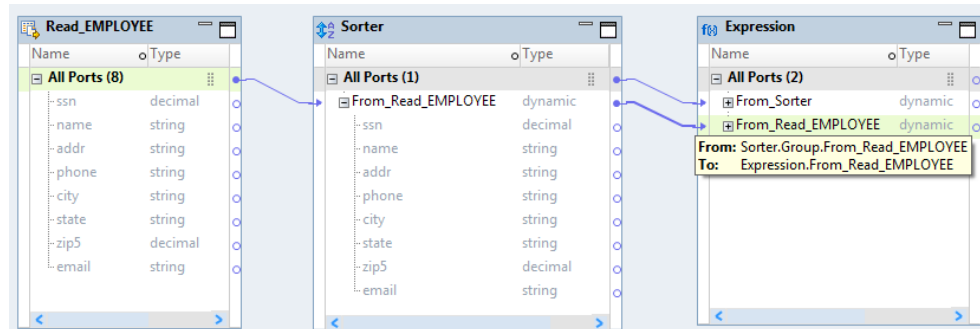 Read_EMPLOYEE
Name Type
All Ports (8)
ssn decimal
name string
addr string
phone string
city string
state string
zip5 decimal
email string
Sorter
Name Type
All Ports (1)
From_Read_EMPLOYEE dynamic
ssn decimal
name string
addr string
phone string
city string
state string
zip5 decimal
email string
f(x) Expression
Name Type
All Ports (2)
From_Sorter dynamic
From_Read_EMPLOYEE dynamic
From: Sorter.Group.From_Read_EMPLOYEE
To: Expression.From_Read_EMPLOYEE